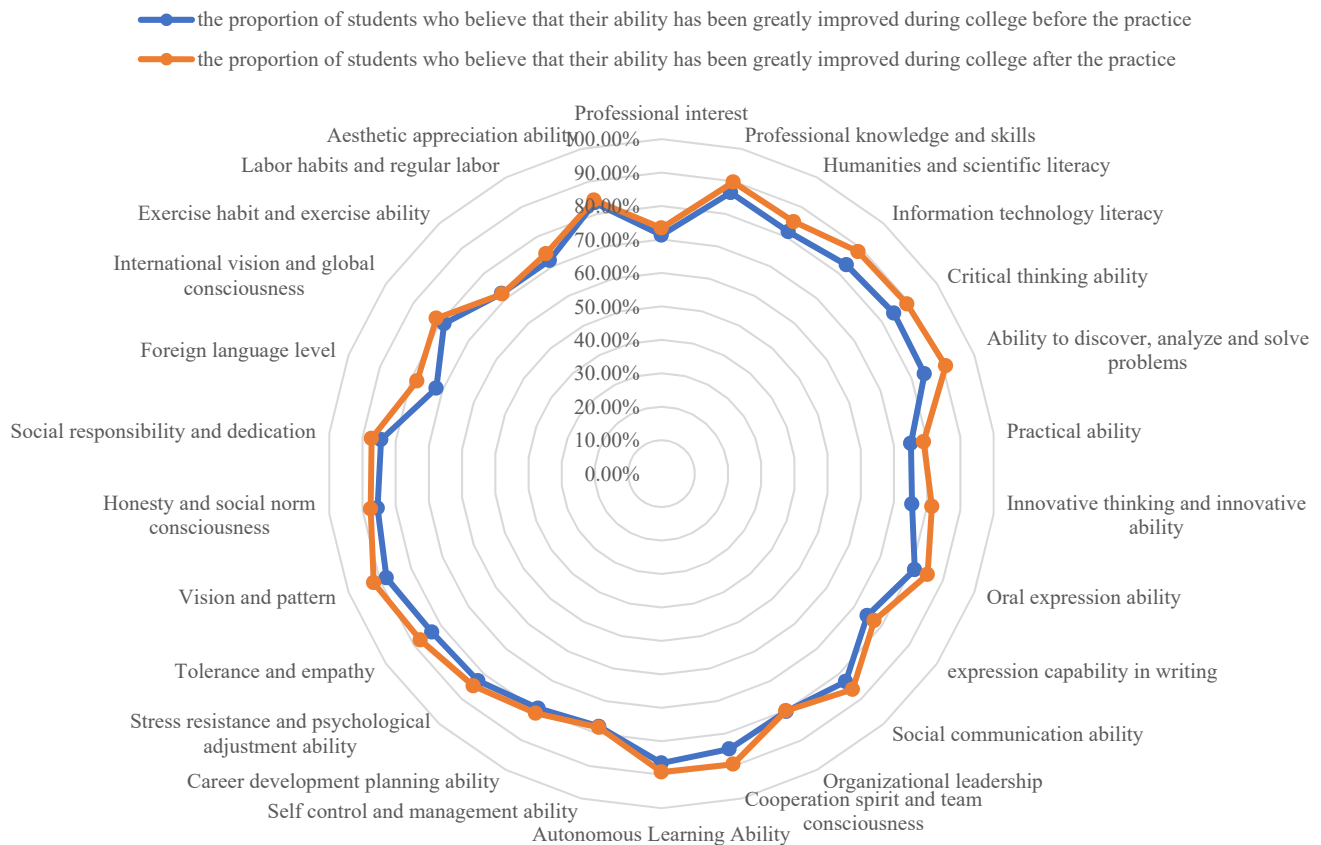 the proportion of students who believe that their ability has been greatly improved during college before the practice
the proportion of students who believe that their ability has been greatly improved during college after the practice
Professional interest
Professional knowledge and skills
Humanities and scientific literacy
Information technology literacy
Critical thinking ability
Ability to discover, analyze and solve
problems
Practical ability
Innovative thinking and innovative
ability
Oral expression ability
expression capability in writing
Social communication ability
Organizational leadership
Cooperation spirit and team
consciousness
Autonomous Learning Ability
Self control and management ability
Career development planning ability
Stress resistance and psychological
adjustment ability
Tolerance and empathy
Vision and pattern
Honesty and social norm
consciousness
Social responsibility and dedication
Foreign language level
International vision and global
consciousness
Exercise habit and exercise ability
Labor habits and regular labor
Aesthetic appreciation ability
100.00%
90.00%
80.00%
70.00%
60.00%
50.00%
40.00%
30.00%
20.00%
10.00%
0.00%